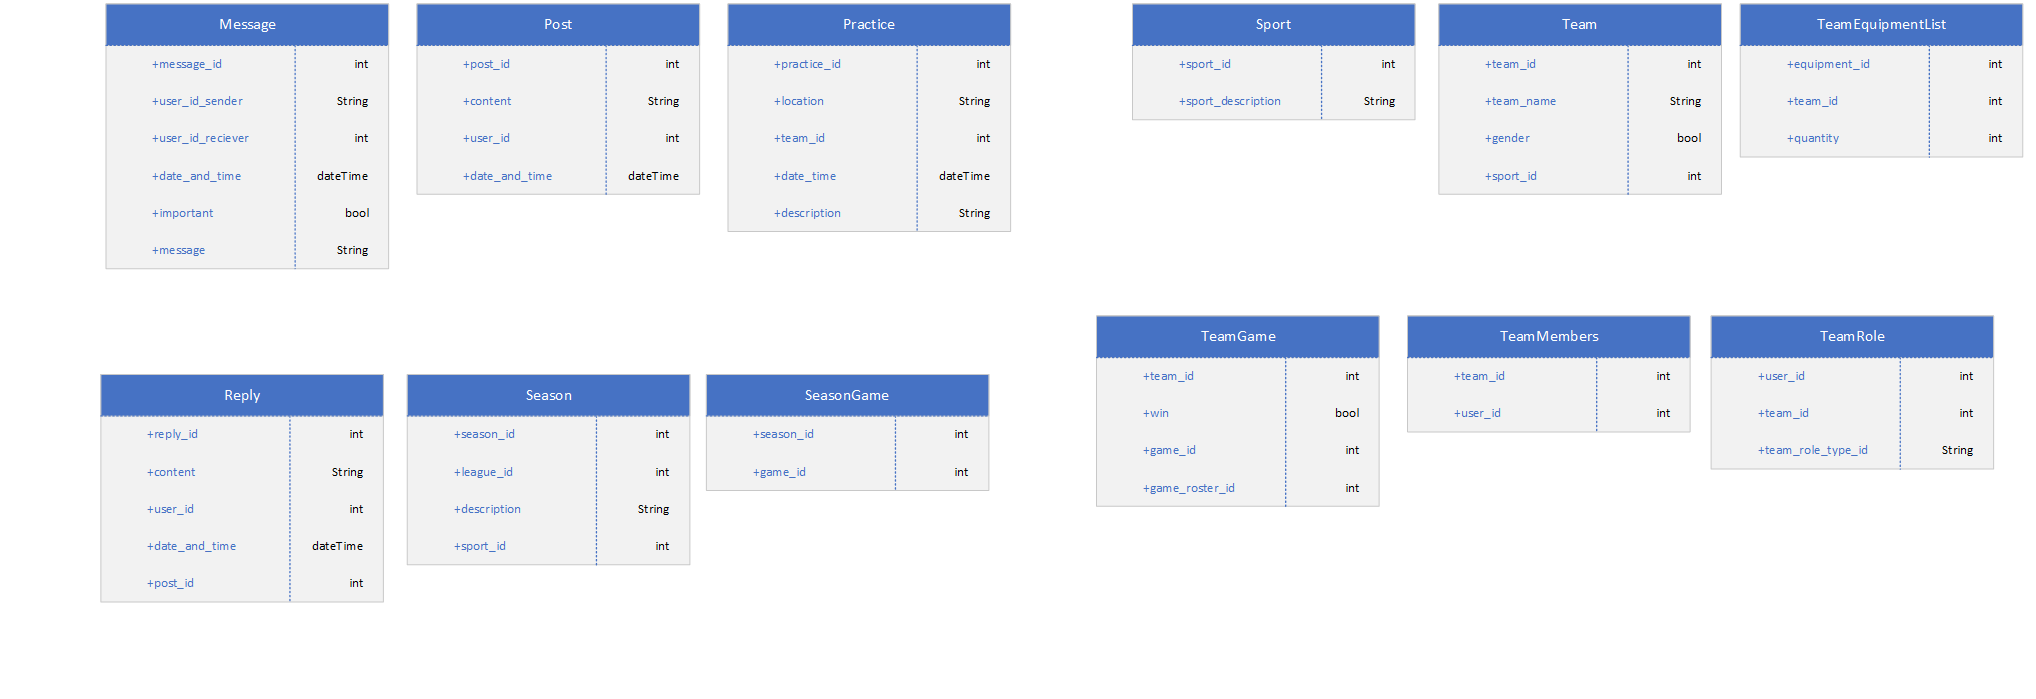 Message
+message_id int
+user_id_sender String
+user_id_reciever int
+date_and_time dateTime
+important bool
+message String
Post
+post_id int
+content String
+user_id int
+date_and_time dateTime
Practice
+practice_id int
+location String
+team_id int
+date_time dateTime
+description String
Sport
+sport_id int
+sport_description String
Team
+team_id int
+team_name String
+gender bool
+sport_id int
TeamEquipmentList
+equipment_id int
+team_id int
+quantity int
Reply
+reply_id int
+content String
+user_id int
+date_and_time dateTime
+post_id int
Season
+season_id int
+league_id int
+description String
+sport_id int
SeasonGame
+season_id int
+game_id int
TeamGame
+team_id int
+win bool
+game_id int
+game_roster_id int
TeamMembers
+team_id int
+user_id int
TeamRole
+user_id int
+team_id int
+team_role_type_id String